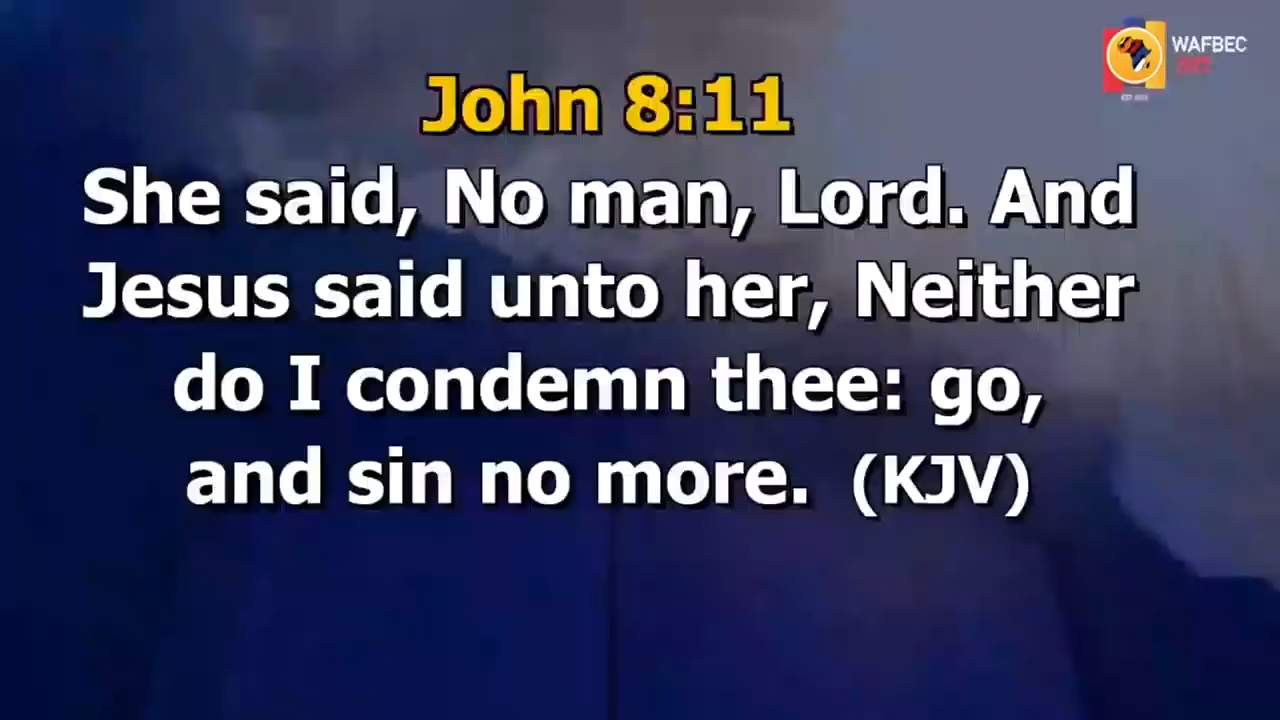 WAFBEC
John 8:11
She said, No man, Lord. And
Jesus said unto her, Neither
do I condemn thee: go,
and sin no more. (KJV)